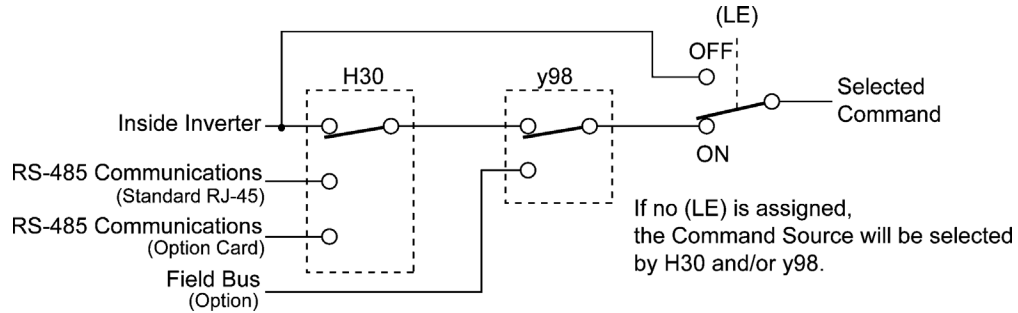 (LE)
OFF
H30
y98
Selected
Command
Inside Inverter
ON
RS-485 Communications
(Standard RJ-45)
RS-485 Communications
(Option Card)
Field Bus
(Option)
If no (LE) is assigned,
the Command Source will be selected
by H30 and/or y98.